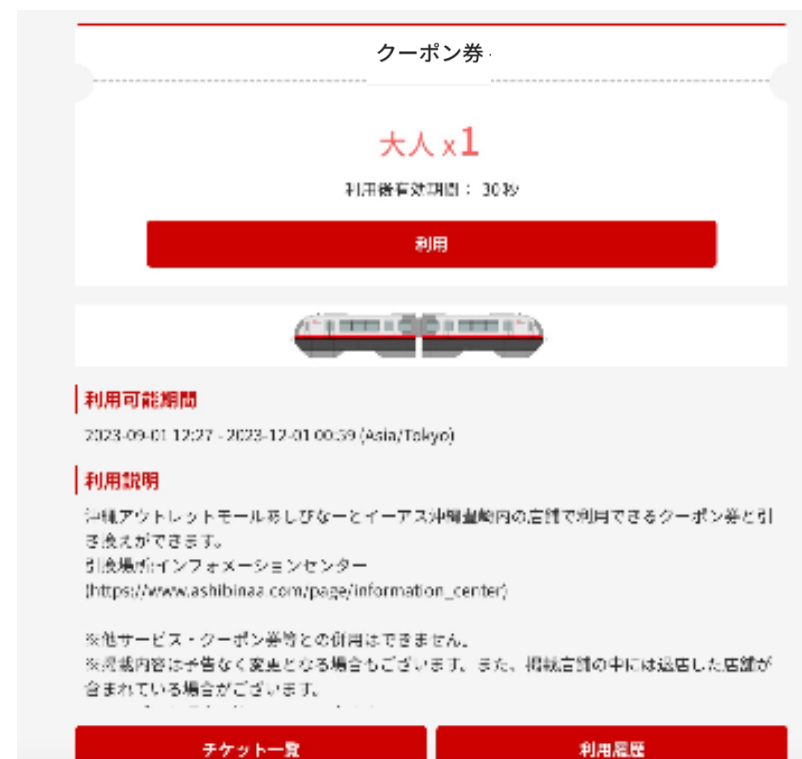 クーポン券
大人 x1
利用後有効期間： 30秒
利用
利用可能期間
2023-09-01 12:27 - 2023-12-01 00:59 (Asia/Tokyo)
利用説明
沖縄アウトレットモールあしびなーとイーアス沖縄豊崎内の店舗で利用できるクーポン券と引
き換えができます。
引換場所:インフォメーションセンター
(https://www.ashibinaa.com/page/information_center)
※他サービス・クーポン券等との併用はできません。
※掲載内容は予告なく変更となる場合もございます。また、掲載店舗の中には退店した店舗が
含まれている場合がございます。
チケット一覧
利用履歴